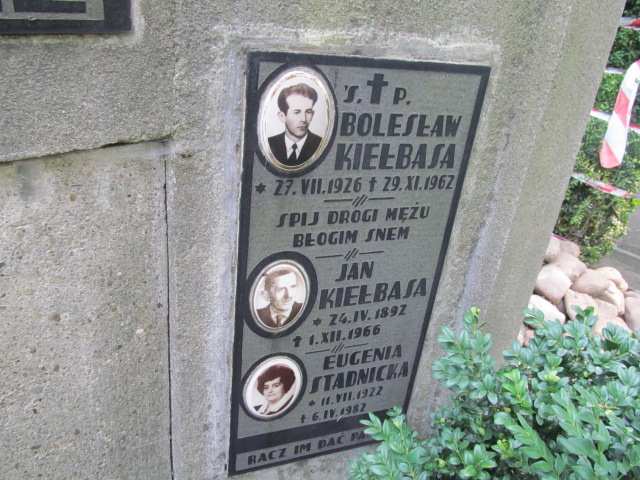 Ś. † P.
BOLESŁAW
KIEŁBASA
* 27.VII.1926 † 29.XI.1962
ŚPIJ DROGI MĘŻU
BŁOGIM SNEM
JAN
KIEŁBASA
* 24.IV.1892
† 1.XII.1966
EUGENIA
STADNICKA
* 11.VII.1922
† 6.IV.1982
RACZ IM DAĆ